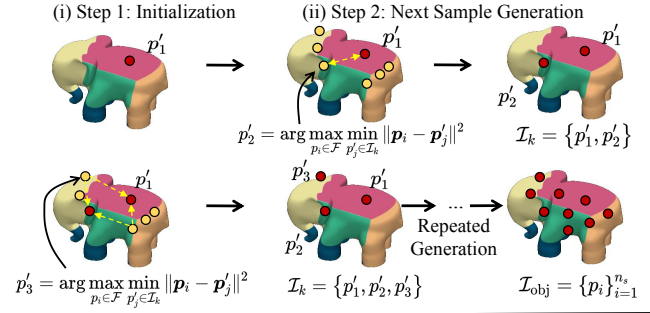 (i) Step 1: Initialization
(ii) Step 2: Next Sample Generation
p′₁
p′₁
p′₁
p′₂
p′₂ = arg max min ‖pᵢ − p′ⱼ‖²
pᵢ∈F p′ⱼ∈Iₖ
Iₖ = {p′₁, p′₂}
p′₁
p′₃
p′₁
p′₂
...
Repeated
Generation
p′₃ = arg max min ‖pᵢ − p′ⱼ‖²
pᵢ∈F p′ⱼ∈Iₖ
Iₖ = {p′₁, p′₂, p′₃}
I_obj = {pᵢ}ⁿˢᵢ₌₁